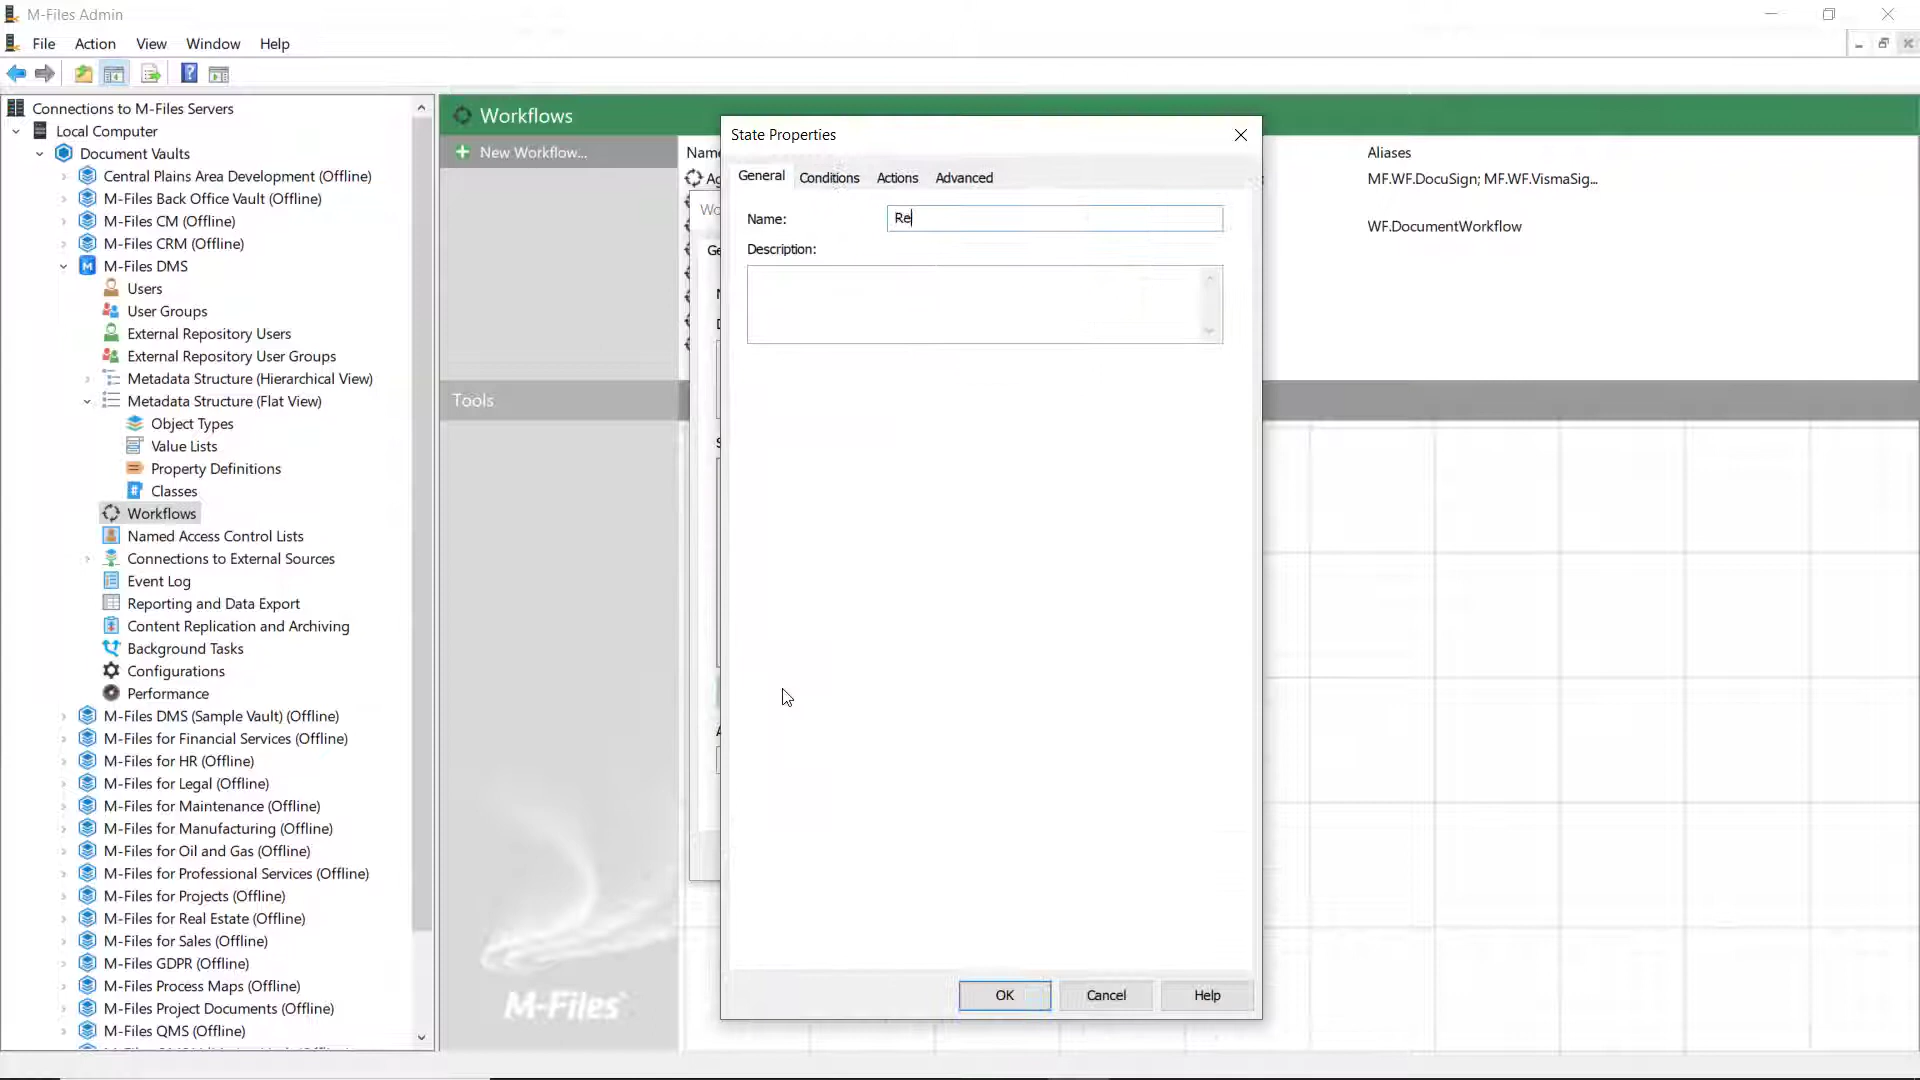 M-Files Admin
File Action View Window Help
Connections to M-Files Servers
Local Computer
Document Vaults
Central Plains Area Development (Offline)
M-Files Back Office Vault (Offline)
M-Files CM (Offline)
M-Files CRM (Offline)
M-Files DMS
Users
User Groups
External Repository Users
External Repository User Groups
Metadata Structure (Hierarchical View)
Metadata Structure (Flat View)
Object Types
Value Lists
Property Definitions
Classes
Workflows
Named Access Control Lists
Connections to External Sources
Event Log
Reporting and Data Export
Content Replication and Archiving
Background Tasks
Configurations
Performance
M-Files DMS (Sample Vault) (Offline)
M-Files for Financial Services (Offline)
M-Files for HR (Offline)
M-Files for Legal (Offline)
M-Files for Maintenance (Offline)
M-Files for Manufacturing (Offline)
M-Files for Oil and Gas (Offline)
M-Files for Professional Services (Offline)
M-Files for Projects (Offline)
M-Files for Real Estate (Offline)
M-Files for Sales (Offline)
M-Files GDPR (Offline)
M-Files Process Maps (Offline)
M-Files Project Documents (Offline)
M-Files QMS (Offline)
Workflows
New Workflow...
Tools
M-Files
Aliases
MF.WF.DocuSign; MF.WF.VismaSig...
WF.DocumentWorkflow
State Properties
General Conditions Actions Advanced
Name: Re
Description:
OK Cancel Help